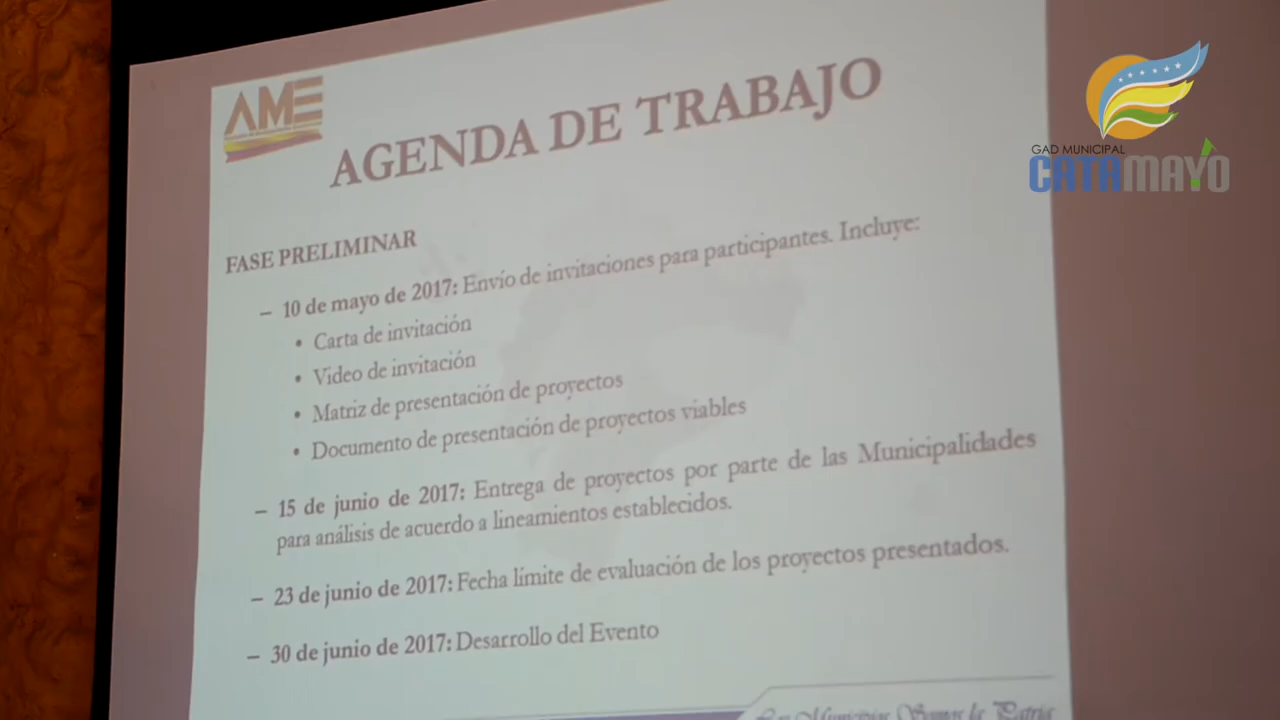 AME
AGENDA DE TRABAJO
GAD MUNICIPAL
CATAMAYO
FASE PRELIMINAR
– 10 de mayo de 2017: Envío de invitaciones para participantes. Incluye:
• Carta de invitación
• Video de invitación
• Matriz de presentación de proyectos
• Documento de presentación de proyectos viables
– 15 de junio de 2017: Entrega de proyectos por parte de las Municipalidades
para análisis de acuerdo a lineamientos establecidos.
– 23 de junio de 2017: Fecha límite de evaluación de los proyectos presentados.
– 30 de junio de 2017: Desarrollo del Evento
Somos la Patria